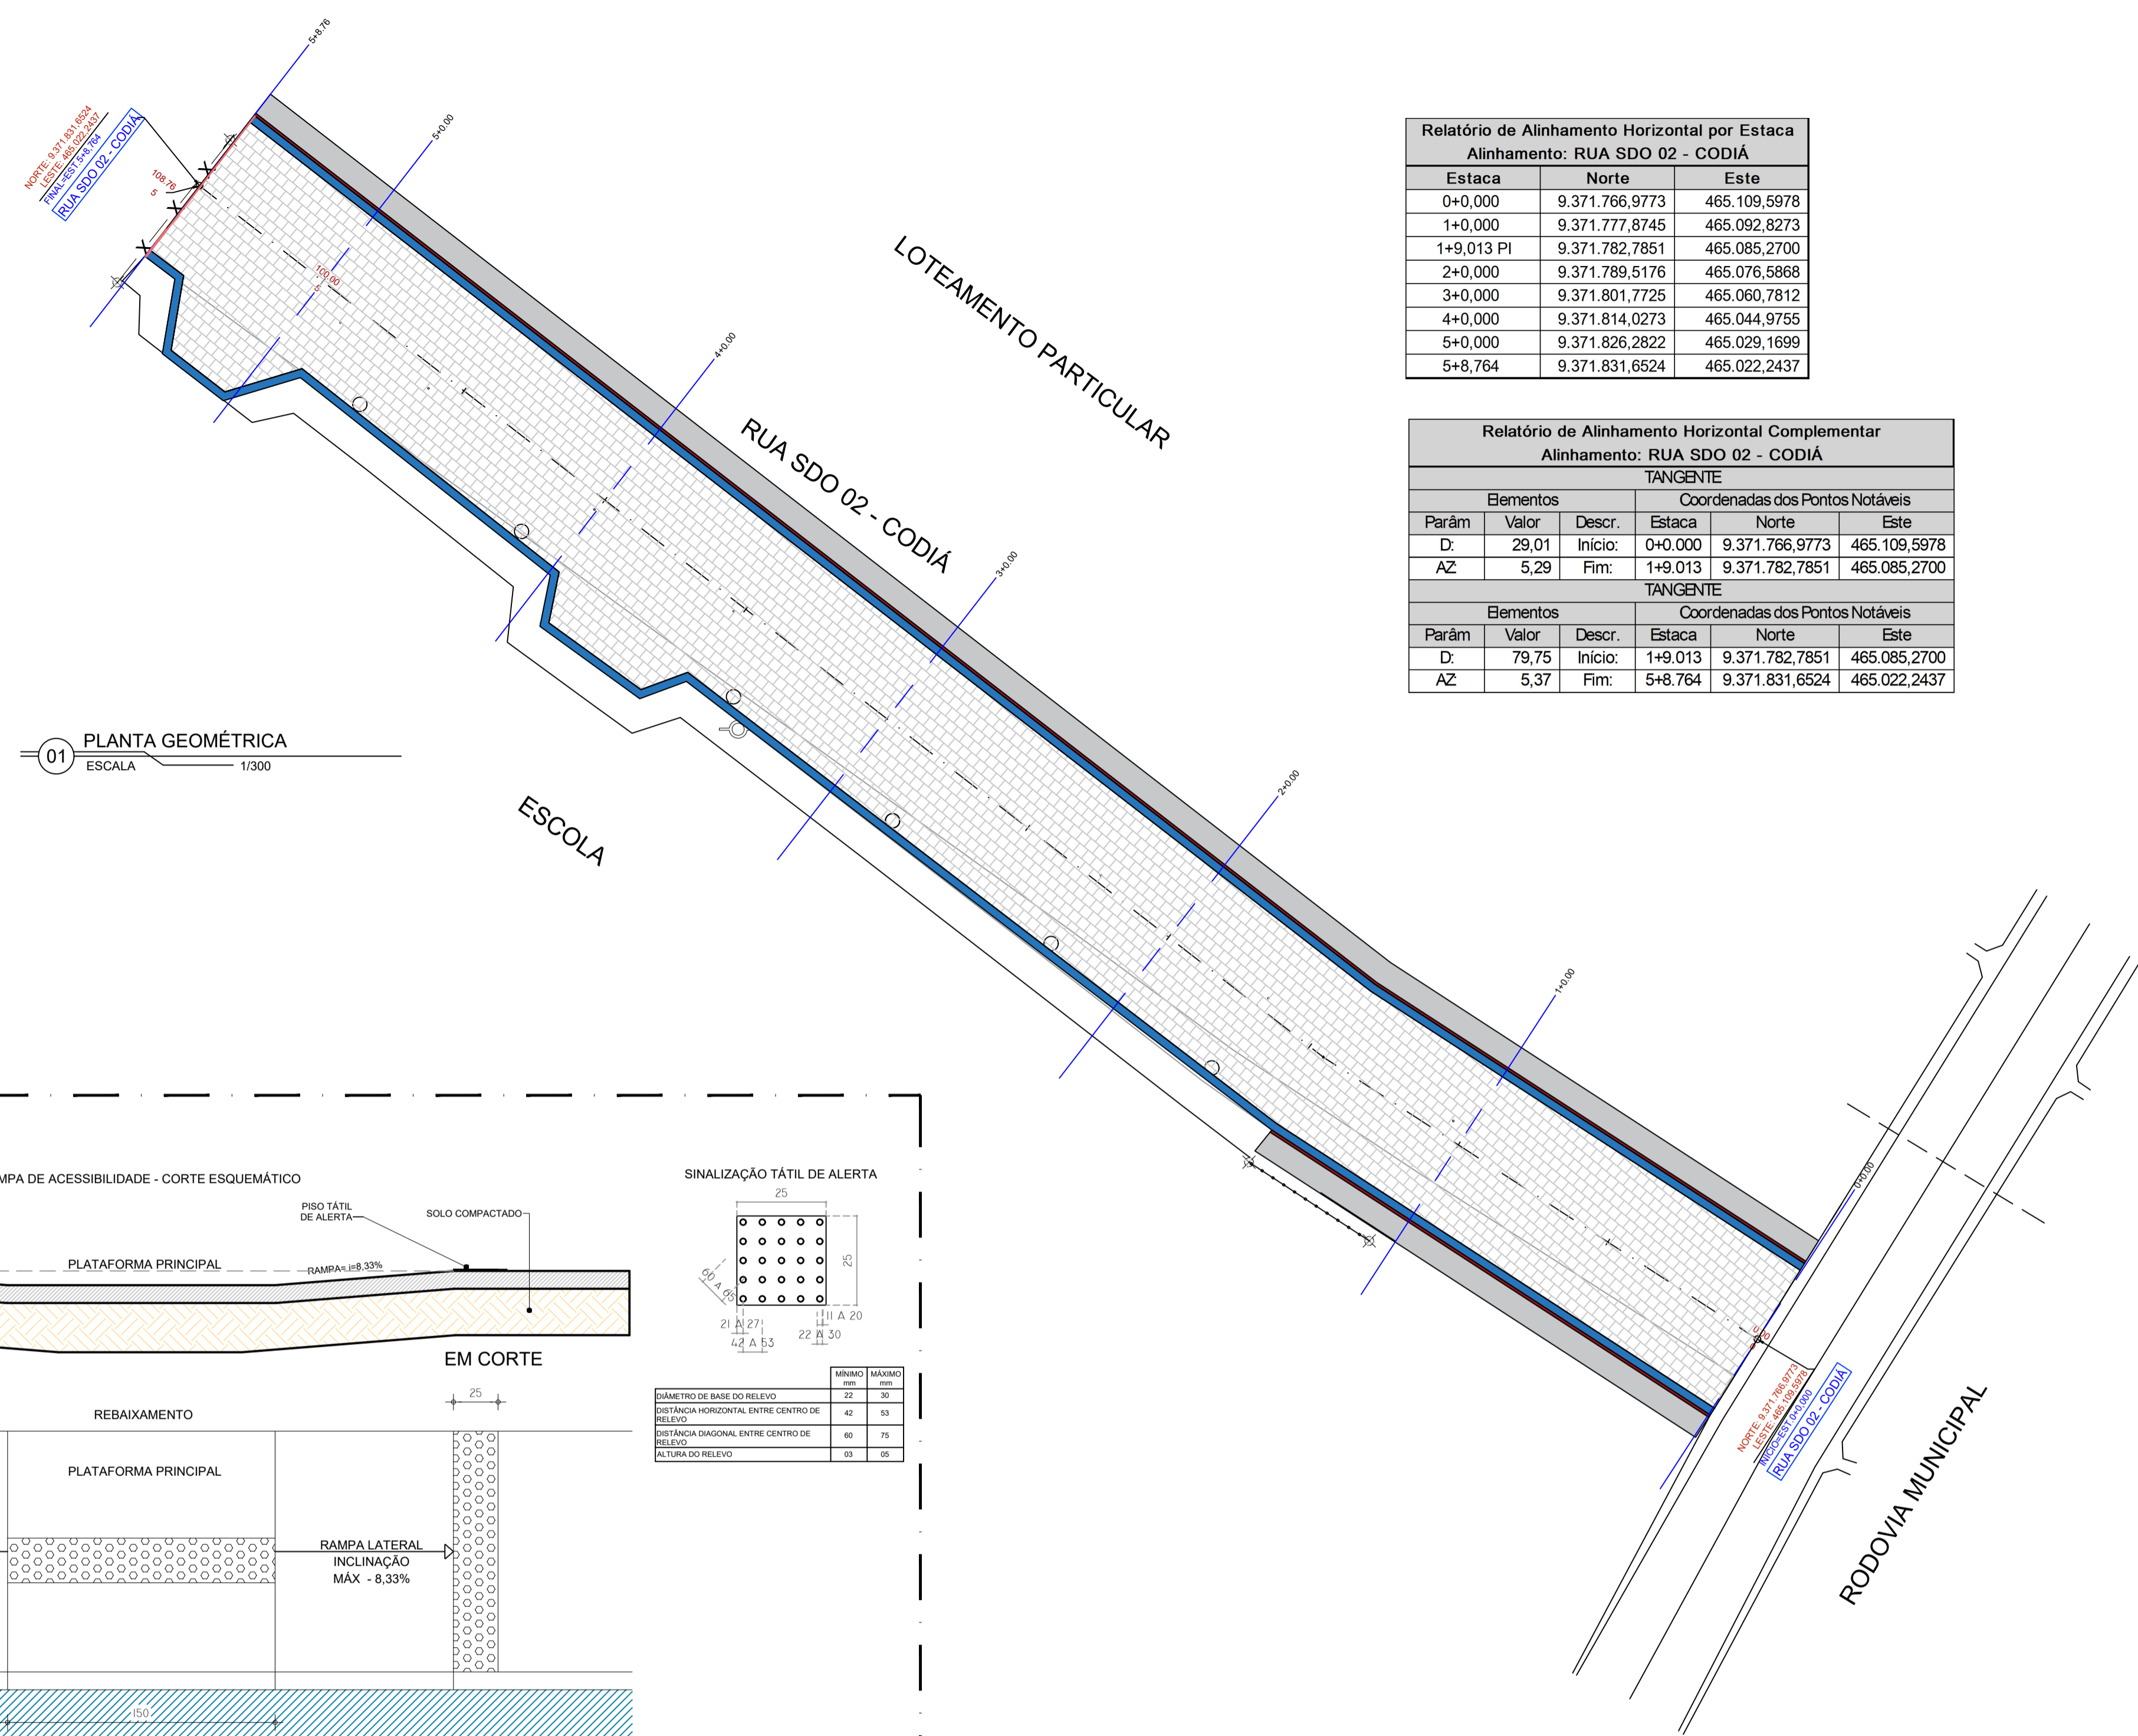 5+8.76
5+0.00
4+0.00
3+0.00
2+0.00
1+0.00
0+0.00
NORTE: 9.371.831,6524
LESTE: 465.022,2437
FINAL=EST.5+8,764
RUA SDO 02 - CODIÁ
108.76
5
100.00
5
LOTEAMENTO PARTICULAR
RUA SDO 02 - CODIÁ
ESCOLA
RODOVIA MUNICIPAL
0.00
NORTE: 9.371.766,9773
LESTE: 465.109,5978
INÍCIO=EST.0+0,000
RUA SDO 02 - CODIÁ
Relatório de Alinhamento Horizontal por Estaca
Alinhamento: RUA SDO 02 - CODIÁ
Estaca Norte Este
0+0,000 9.371.766,9773 465.109,5978
1+0,000 9.371.777,8745 465.092,8273
1+9,013 PI 9.371.782,7851 465.085,2700
2+0,000 9.371.789,5176 465.076,5868
3+0,000 9.371.801,7725 465.060,7812
4+0,000 9.371.814,0273 465.044,9755
5+0,000 9.371.826,2822 465.029,1699
5+8,764 9.371.831,6524 465.022,2437
Relatório de Alinhamento Horizontal Complementar
Alinhamento: RUA SDO 02 - CODIÁ
TANGENTE
Elementos Coordenadas dos Pontos Notáveis
Parâm Valor Descr. Estaca Norte Este
D: 29,01 Início: 0+0.000 9.371.766,9773 465.109,5978
AZ: 5,29 Fim: 1+9.013 9.371.782,7851 465.085,2700
TANGENTE
Elementos Coordenadas dos Pontos Notáveis
Parâm Valor Descr. Estaca Norte Este
D: 79,75 Início: 1+9.013 9.371.782,7851 465.085,2700
AZ: 5,37 Fim: 5+8.764 9.371.831,6524 465.022,2437
01 PLANTA GEOMÉTRICA
ESCALA 1/300
MPA DE ACESSIBILIDADE - CORTE ESQUEMÁTICO
PISO TÁTIL
DE ALERTA
SOLO COMPACTADO
PLATAFORMA PRINCIPAL
RAMPA= i=8,33%
EM CORTE
25
REBAIXAMENTO
PLATAFORMA PRINCIPAL
RAMPA LATERAL
INCLINAÇÃO
MÁX - 8,33%
150
SINALIZAÇÃO TÁTIL DE ALERTA
25
25
60 A 65
21 A 27
11 A 20
42 A 53
22 A 30
MÍNIMO MÁXIMO
mm mm
DIÂMETRO DE BASE DO RELEVO 22 30
DISTÂNCIA HORIZONTAL ENTRE CENTRO DE
RELEVO 42 53
DISTÂNCIA DIAGONAL ENTRE CENTRO DE
RELEVO 60 75
ALTURA DO RELEVO 03 05